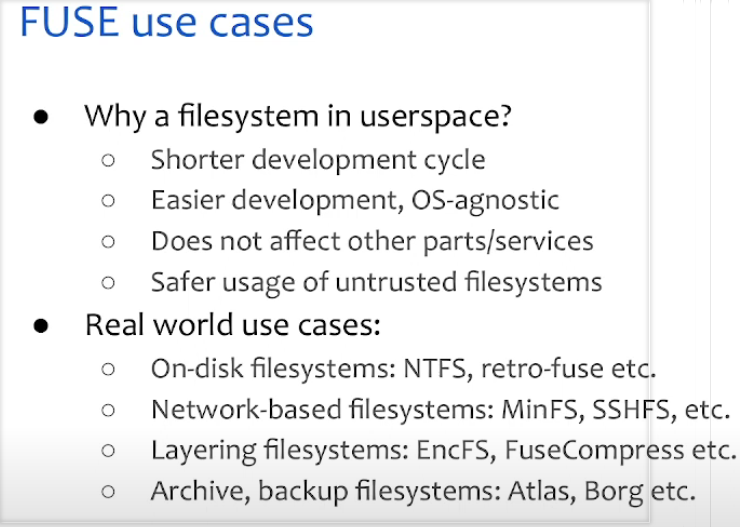 FUSE use cases
● Why a filesystem in userspace?
○ Shorter development cycle
○ Easier development, OS-agnostic
○ Does not affect other parts/services
○ Safer usage of untrusted filesystems
● Real world use cases:
○ On-disk filesystems: NTFS, retro-fuse etc.
○ Network-based filesystems: MinFS, SSHFS, etc.
○ Layering filesystems: EncFS, FuseCompress etc.
○ Archive, backup filesystems: Atlas, Borg etc.